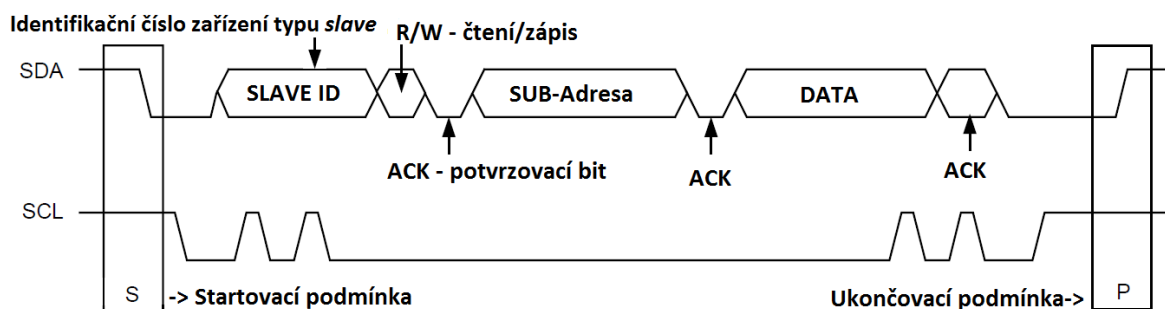 Identifikační číslo zařízení typu slave
R/W - čtení/zápis
SDA
SLAVE ID
SUB-Adresa
DATA
ACK - potvrzovací bit
ACK
ACK
SCL
S
-> Startovací podmínka
Ukončovací podmínka->
P